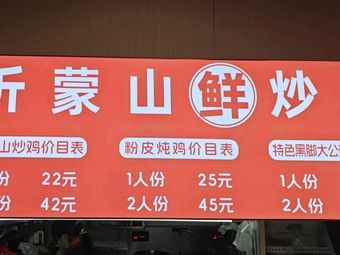 沂蒙山鲜炒
山炒鸡价目表 粉皮炖鸡价目表 特色黑脚大公
份 22元 1人份 25元 1人份
份 42元 2人份 45元 2人份